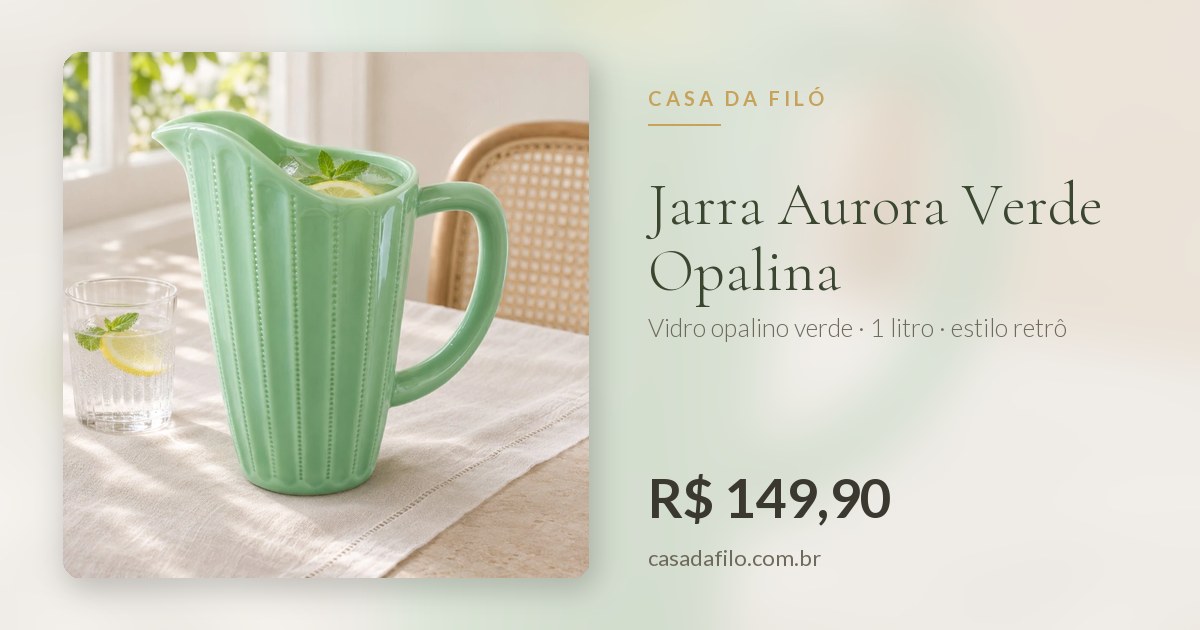 CASA DA FILÓ
Jarra Aurora Verde
Opalina
Vidro opalino verde · 1 litro · estilo retrô
R$ 149,90
casadafilo.com.br